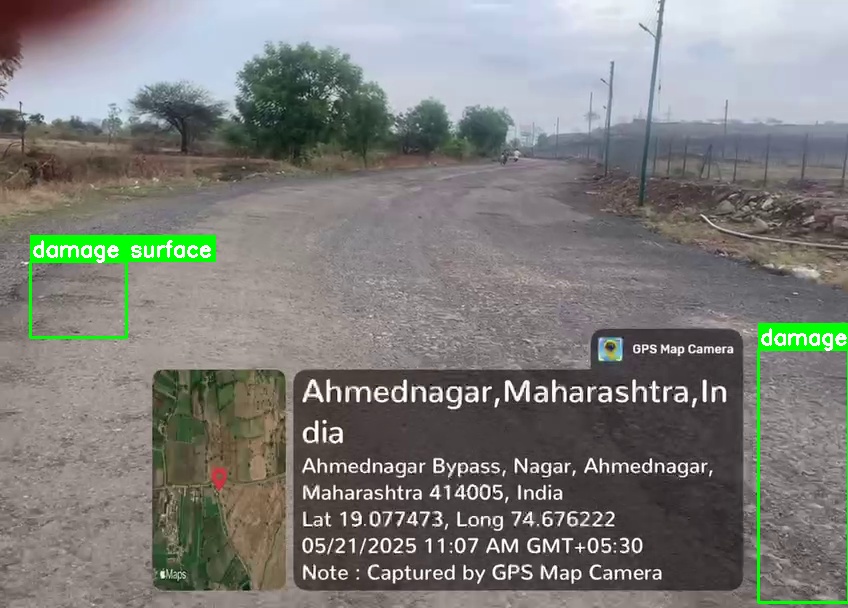 damage surface
damage
GPS Map Camera
Ahmednagar,Maharashtra,In
dia
Ahmednagar Bypass, Nagar, Ahmednagar,
Maharashtra 414005, India
Lat 19.077473, Long 74.676222
05/21/2025 11:07 AM GMT+05:30
Note : Captured by GPS Map Camera
Maps